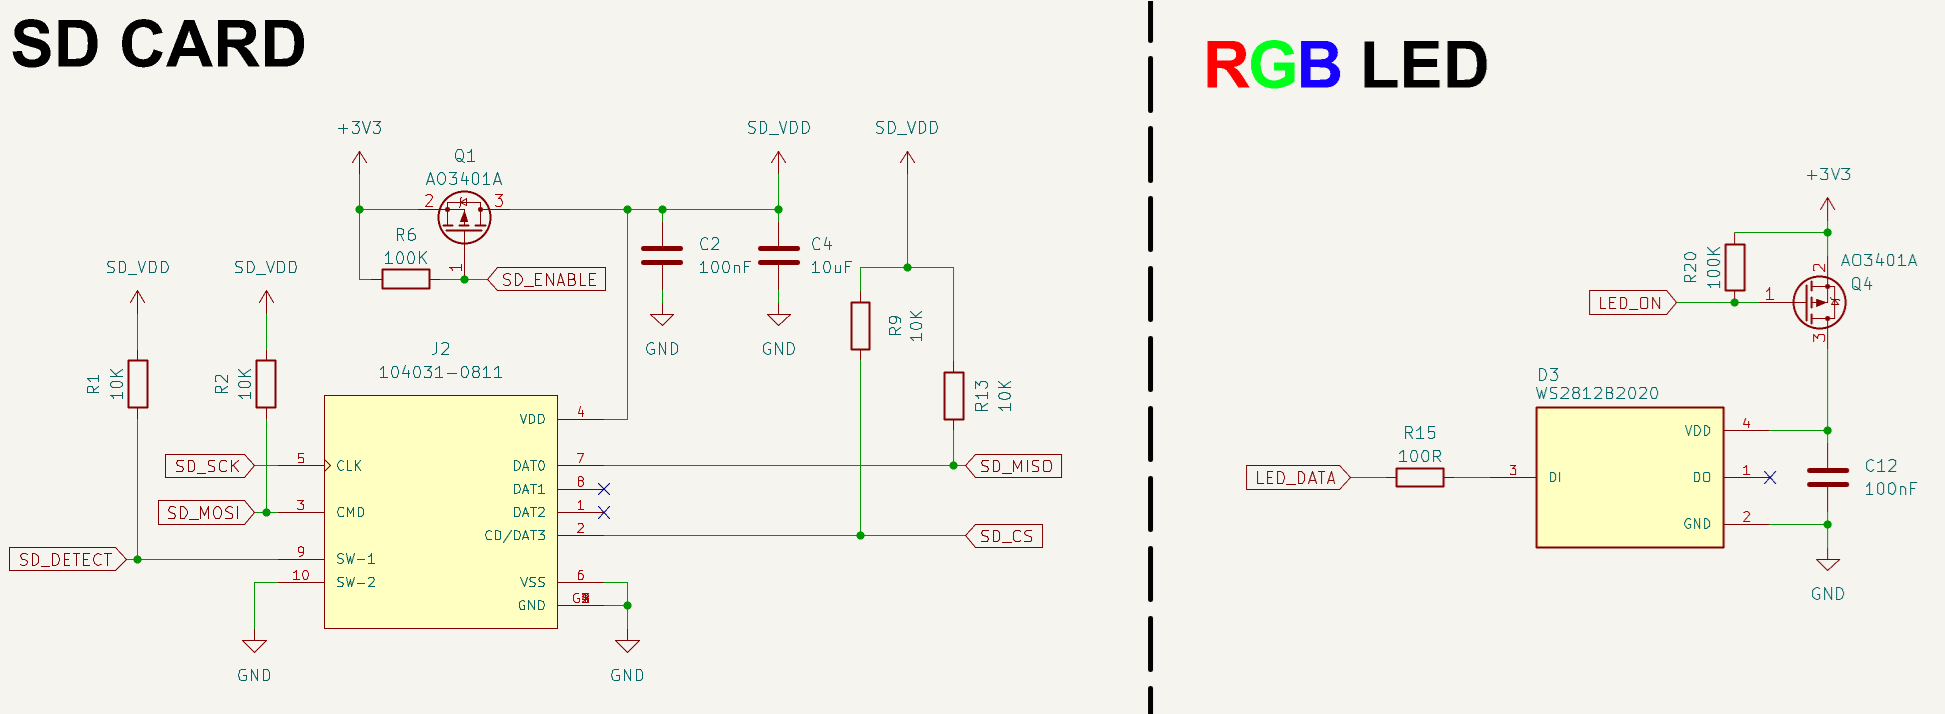 SD CARD
RGB LED
+3V3
Q1
AO3401A
2
3
1
R6
100K
SD_ENABLE
SD_VDD
C2
100nF
GND
C4
10uF
GND
SD_VDD
R9
10K
R13
10K
SD_VDD
R1
10K
SD_VDD
R2
10K
J2
104031-0811
SD_SCK
5
CLK
SD_MOSI
3
CMD
SD_DETECT
9
SW-1
10
SW-2
GND
VDD
4
DAT0
7
SD_MISO
DAT1
8
DAT2
1
CD/DAT3
2
SD_CS
VSS
6
GND
GND
+3V3
R20
100K
AO3401A
Q4
2
1
3
LED_ON
D3
WS2812B2020
R15
100R
LED_DATA
3
DI
VDD
4
DO
1
GND
2
C12
100nF
GND